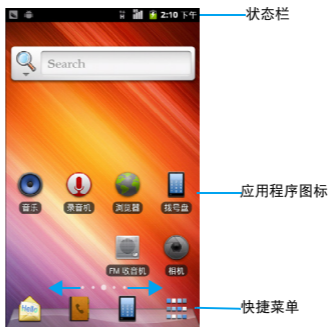 2:10 下午
状态栏
Search
音乐
录音机
浏览器
拨号盘
应用程序图标
FM 收音机
相机
快捷菜单